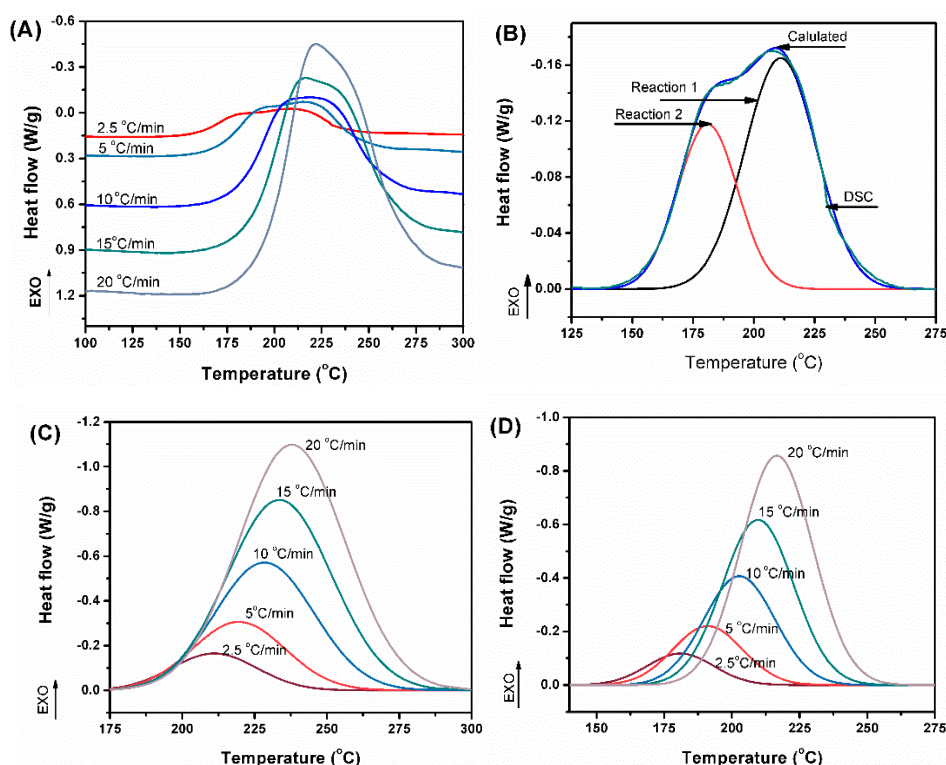 (A)
-0.6
-0.3
0.0
0.3
0.6
0.9
1.2
Heat flow (W/g)
EXO
2.5 °C/min
5 °C/min
10 °C/min
15 °C/min
20 °C/min
100 125 150 175 200 225 250 275 300
Temperature (°C)
(B)
-0.16
-0.12
-0.08
-0.04
0.00
Heat flow (W/g)
EXO
Calulated
Reaction 1
Reaction 2
DSC
125 150 175 200 225 250 275
Temperature (°C)
(C)
-1.2
-1.0
-0.8
-0.6
-0.4
-0.2
0.0
Heat flow (W/g)
EXO
20 °C/min
15 °C/min
10 °C/min
5°C/min
2.5 °C/min
175 200 225 250 275 300
Temperature (°C)
(D)
-1.0
-0.8
-0.6
-0.4
-0.2
0.0
Heat flow (W/g)
EXO
20 °C/min
15 °C/min
10 °C/min
5 °C/min
2.5°C/min
150 175 200 225 250 275
Temperature (°C)